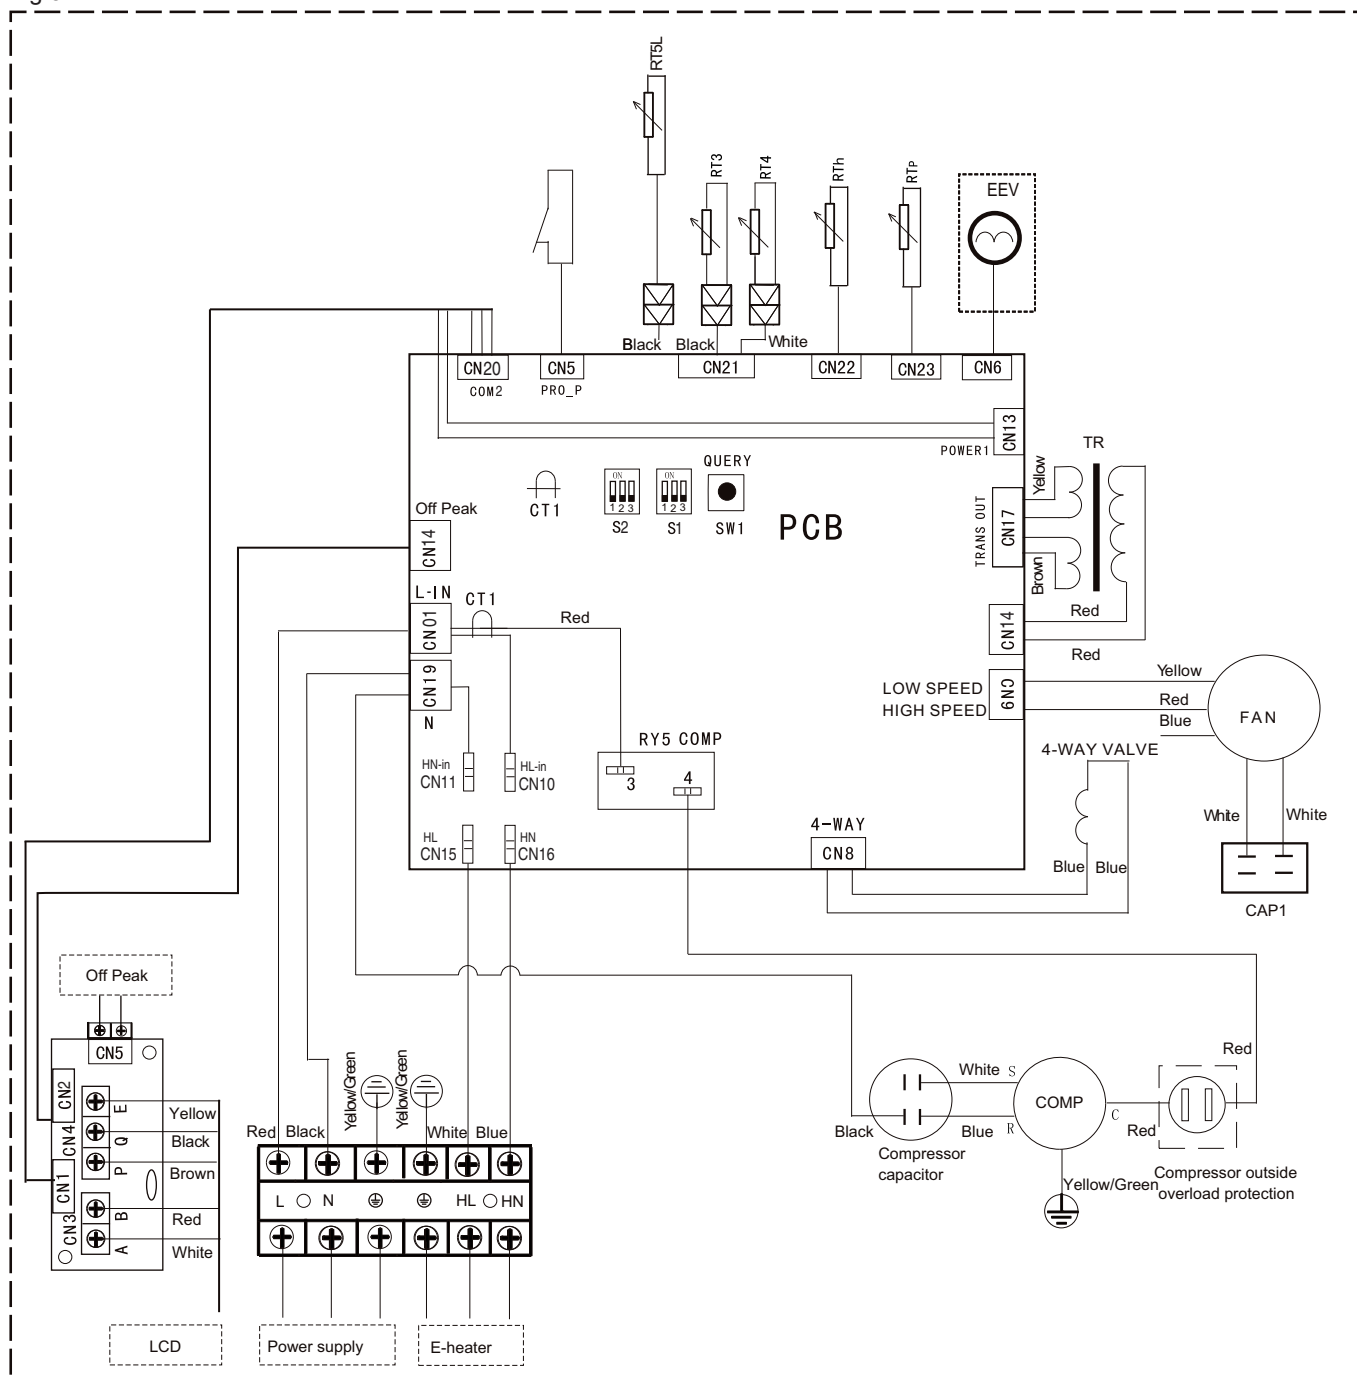 RT5L
RT3
RT4
RTh
RTP
EEV
Black
Black
White
CN20
CN5
CN21
CN22
CN23
CN6
COM2
PRO_P
CN13
POWER1
TR
QUERY
Yellow
ON
1 2 3
ON
1 2 3
CT1
S2
S1
SW1
PCB
TRANS OUT
CN17
Off Peak
CN14
Brown
L-IN
CT1
CN01
Red
Red
CN14
Red
CN19
N
Yellow
LOW SPEED
HIGH SPEED
CN9
Red
Blue
FAN
RY5 COMP
4-WAY VALVE
HN-in
CN11
HL-in
CN10
3
4
White
White
HL
CN15
HN
CN16
4-WAY
CN8
Blue
Blue
CAP1
Off Peak
CN5
CN2
E
Yellow
CN4
Q
Black
P
Brown
CN1
B
Red
CN3
A
White
Red
Black
Yellow/Green
Yellow/Green
White
Blue
L
N
HL
HN
Red
White
S
COMP
C
Red
Black
Blue
R
Compressor
capacitor
Yellow/Green
Compressor outside
overload protection
LCD
Power supply
E-heater